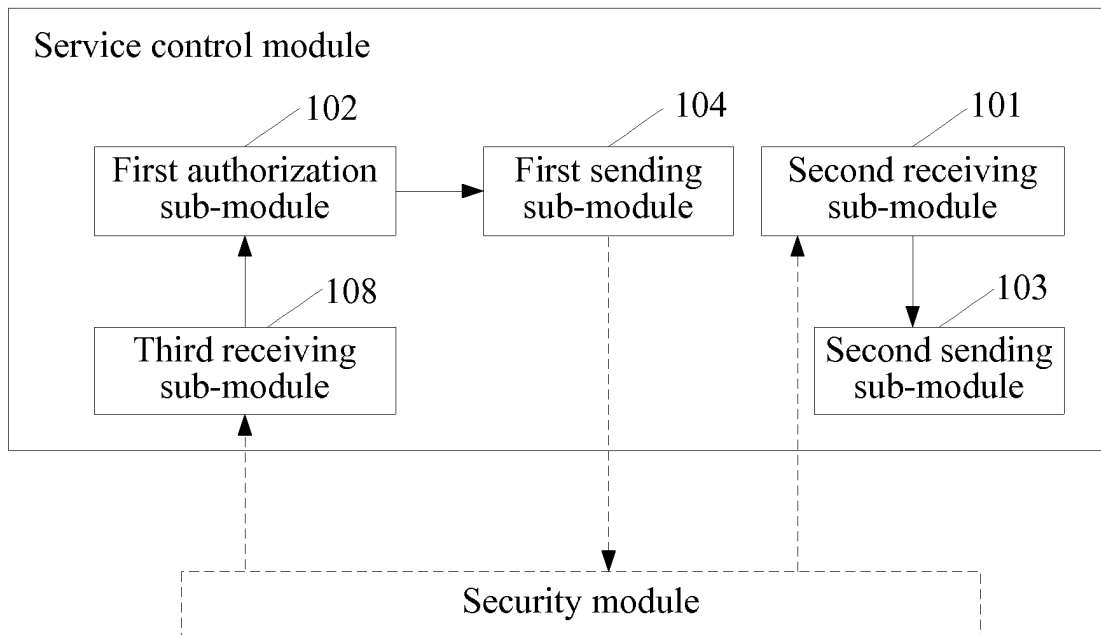 Service control module
102
104
101
First authorization
sub-module
First sending
sub-module
Second receiving
sub-module
108
103
Third receiving
sub-module
Second sending
sub-module
Security module